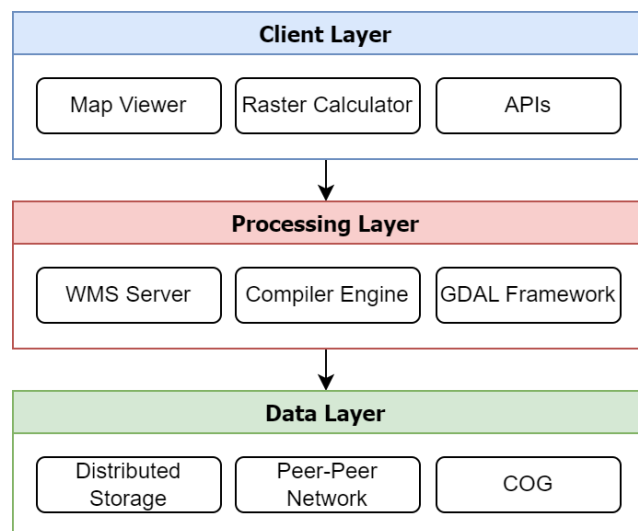 Client Layer
Map Viewer
Raster Calculator
APIs
Processing Layer
WMS Server
Compiler Engine
GDAL Framework
Data Layer
Distributed
Storage
Peer-Peer
Network
COG